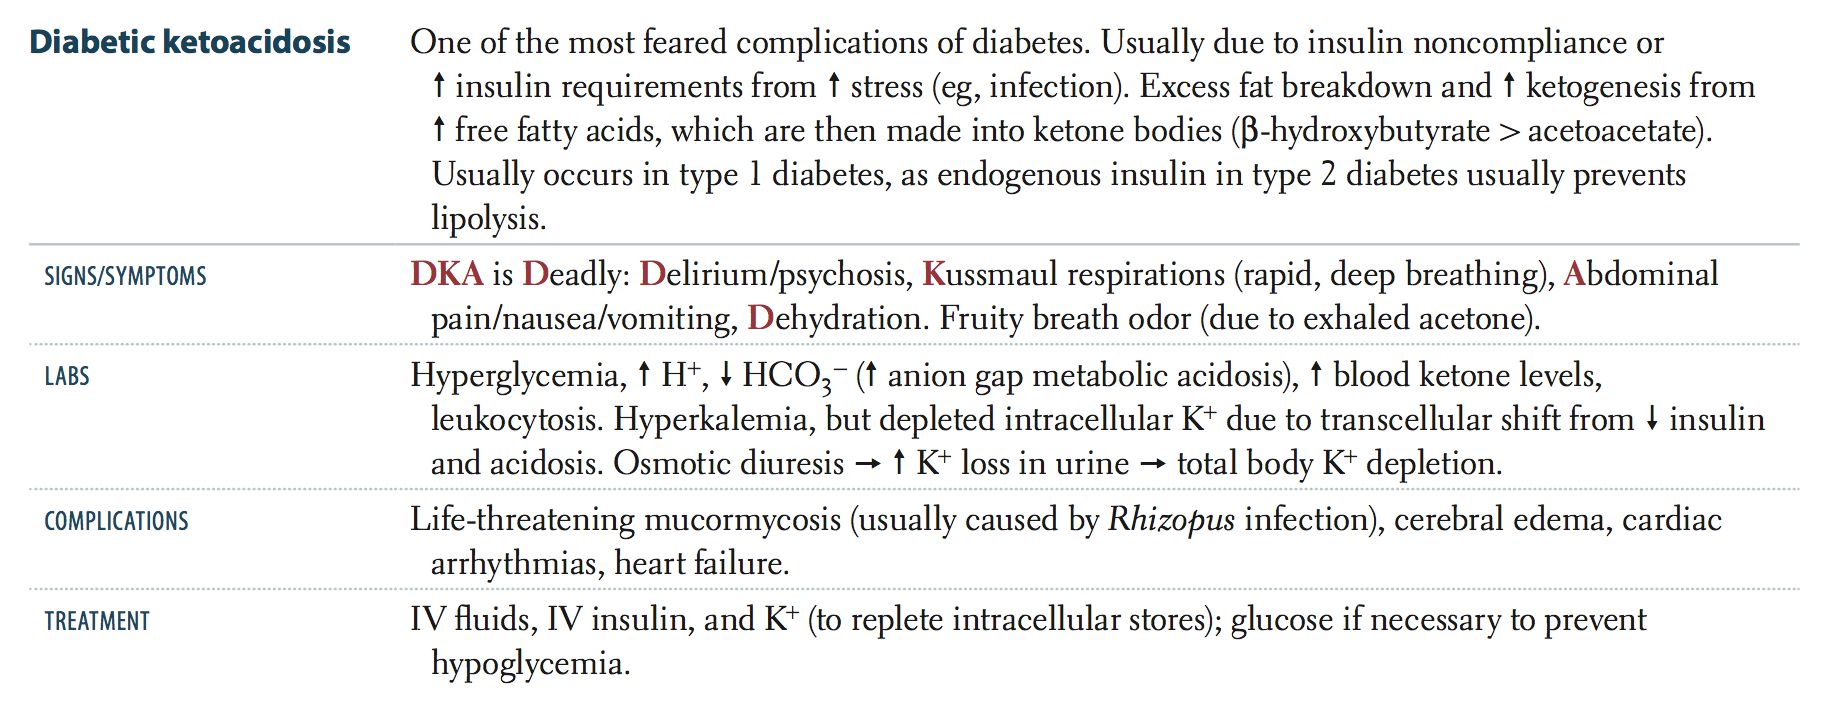 Diabetic ketoacidosis One of the most feared complications of diabetes. Usually due to insulin noncompliance or
↑ insulin requirements from ↑ stress (eg, infection). Excess fat breakdown and ↑ ketogenesis from
↑ free fatty acids, which are then made into ketone bodies (β-hydroxybutyrate > acetoacetate).
Usually occurs in type 1 diabetes, as endogenous insulin in type 2 diabetes usually prevents
lipolysis.
SIGNS/SYMPTOMS DKA is Deadly: Delirium/psychosis, Kussmaul respirations (rapid, deep breathing), Abdominal
pain/nausea/vomiting, Dehydration. Fruity breath odor (due to exhaled acetone).
LABS Hyperglycemia, ↑ H⁺, ↓ HCO₃⁻ (↑ anion gap metabolic acidosis), ↑ blood ketone levels,
leukocytosis. Hyperkalemia, but depleted intracellular K⁺ due to transcellular shift from ↓ insulin
and acidosis. Osmotic diuresis → ↑ K⁺ loss in urine → total body K⁺ depletion.
COMPLICATIONS Life-threatening mucormycosis (usually caused by Rhizopus infection), cerebral edema, cardiac
arrhythmias, heart failure.
TREATMENT IV fluids, IV insulin, and K⁺ (to replete intracellular stores); glucose if necessary to prevent
hypoglycemia.